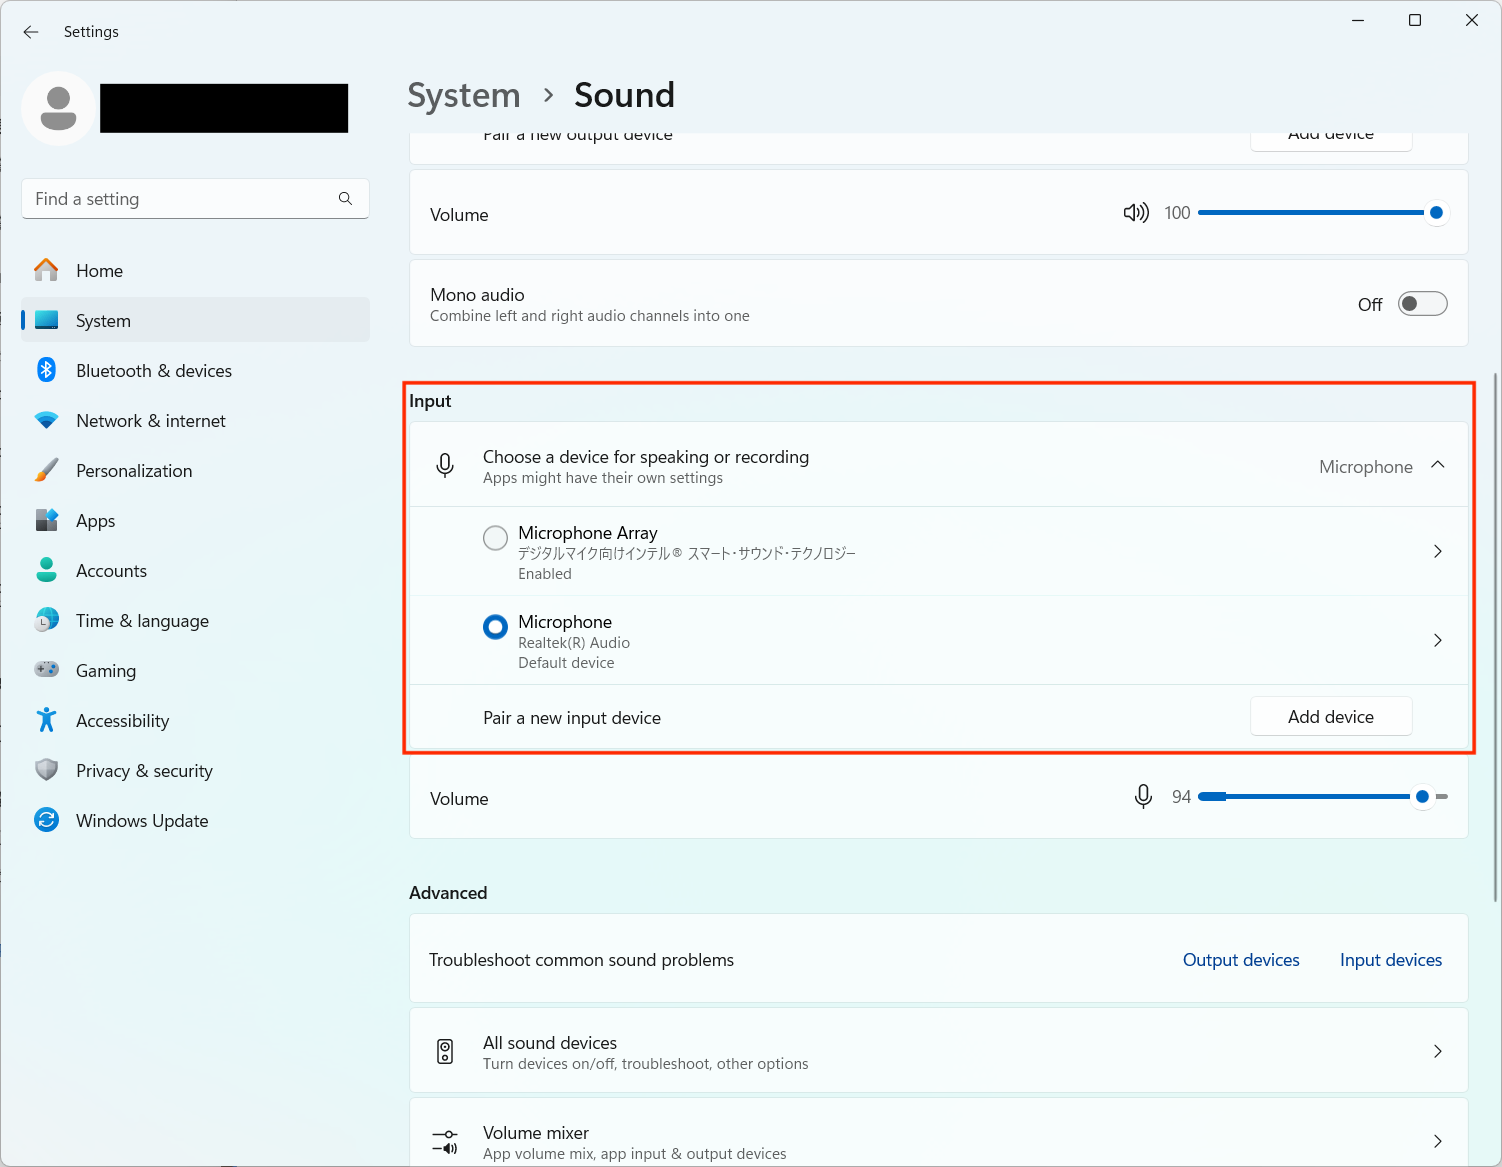 Settings
Find a setting
Home
System
Bluetooth & devices
Network & internet
Personalization
Apps
Accounts
Time & language
Gaming
Accessibility
Privacy & security
Windows Update
System > Sound
Pair a new output device
Add device
Volume
100
Mono audio
Combine left and right audio channels into one
Off
Input
Choose a device for speaking or recording
Apps might have their own settings
Microphone
Microphone Array
デジタルマイク向けインテル® スマート・サウンド・テクノロジー
Enabled
Microphone
Realtek(R) Audio
Default device
Pair a new input device
Add device
Volume
94
Advanced
Troubleshoot common sound problems
Output devices
Input devices
All sound devices
Turn devices on/off, troubleshoot, other options
Volume mixer
App volume mix, app input & output devices